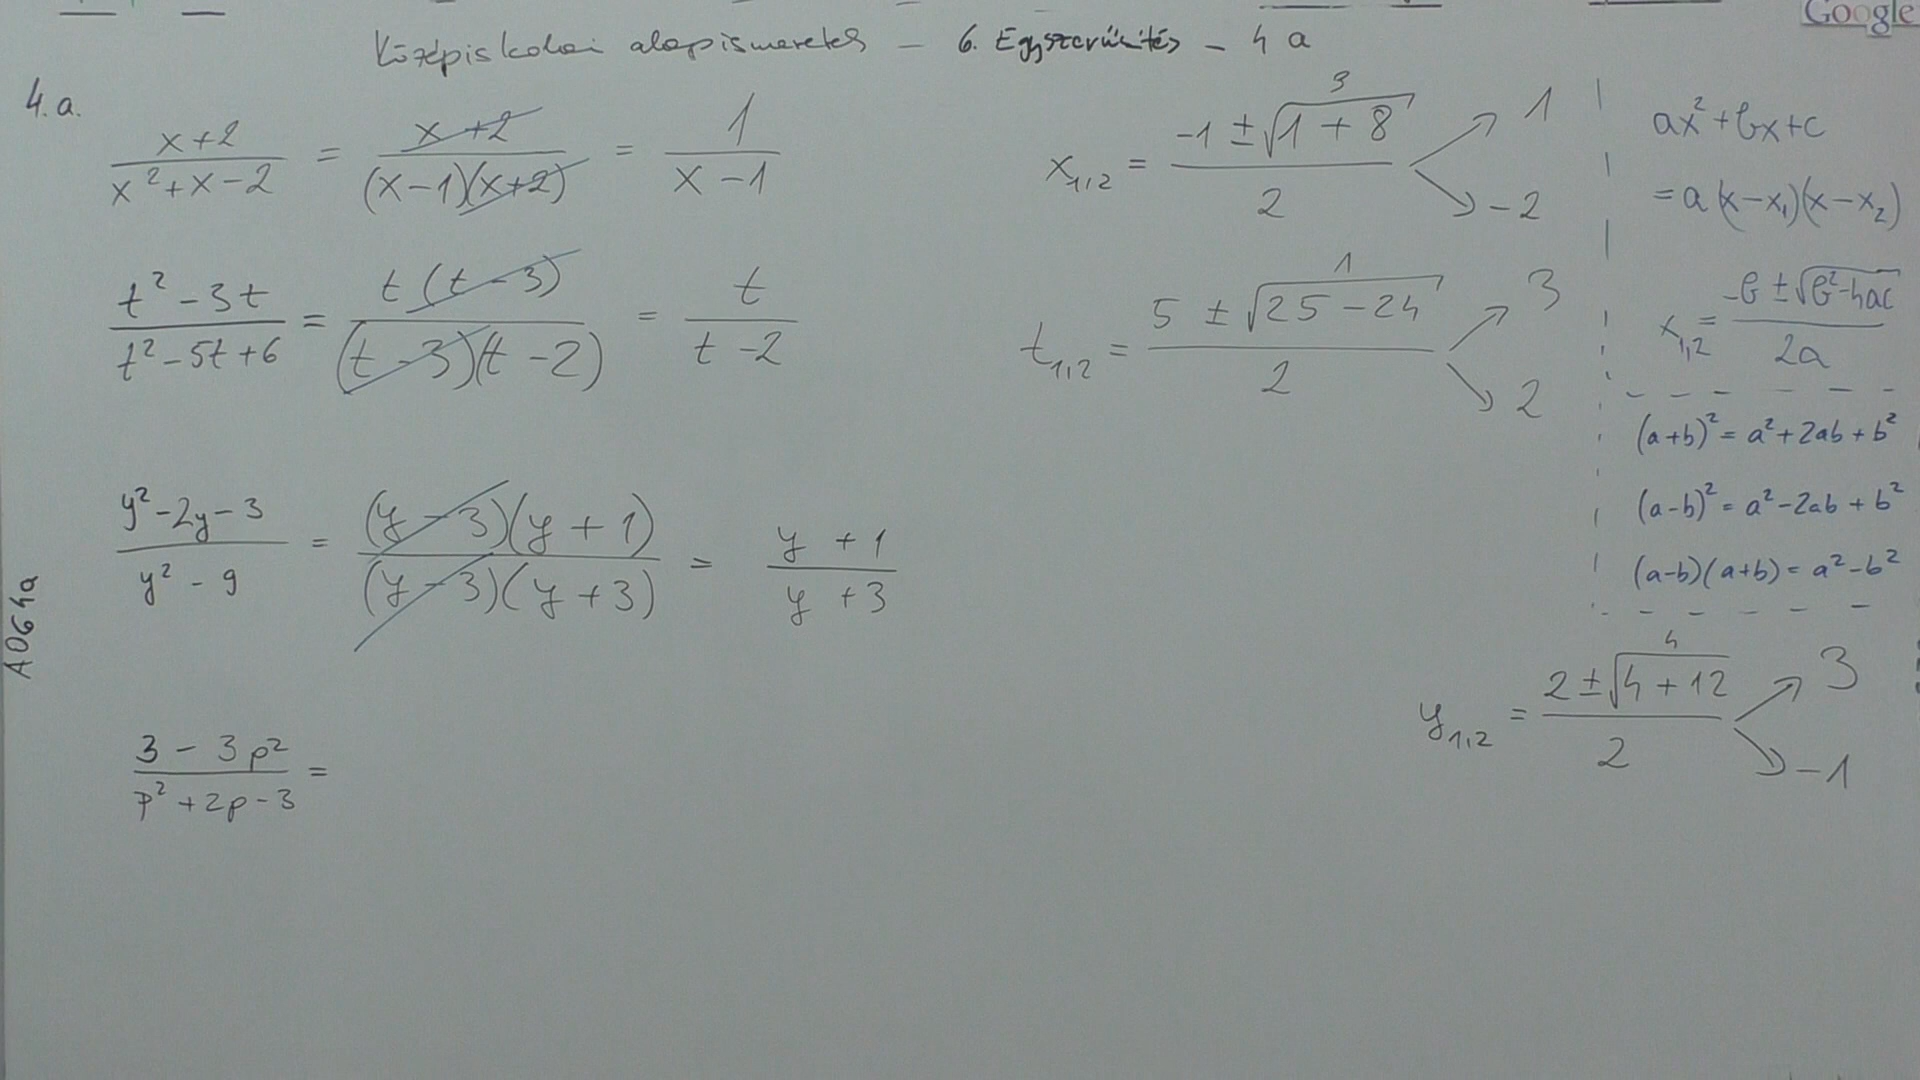 Google
Középiskolai alapismeretek – 6. Egyszerűsítés – 4 a
4.a.
x+2 / x²+x-2 = x+2 / (x-1)(x+2) = 1 / x-1
x₁,₂ = -1 ± √1+8 / 2
3
1
-2
ax²+bx+c
= a(x-x₁)(x-x₂)
x₁,₂ = -b ± √b²-4ac / 2a
t²-3t / t²-5t+6 = t(t-3) / (t-3)(t-2) = t / t-2
t₁,₂ = 5 ± √25-24 / 2
1
3
2
(a+b)² = a²+2ab+b²
(a-b)² = a²-2ab+b²
(a-b)(a+b) = a²-b²
y²-2y-3 / y²-9 = (y-3)(y+1) / (y-3)(y+3) = y+1 / y+3
y₁,₂ = 2 ± √4+12 / 2
4
3
-1
3-3p² / p²+2p-3 =
A06 4a